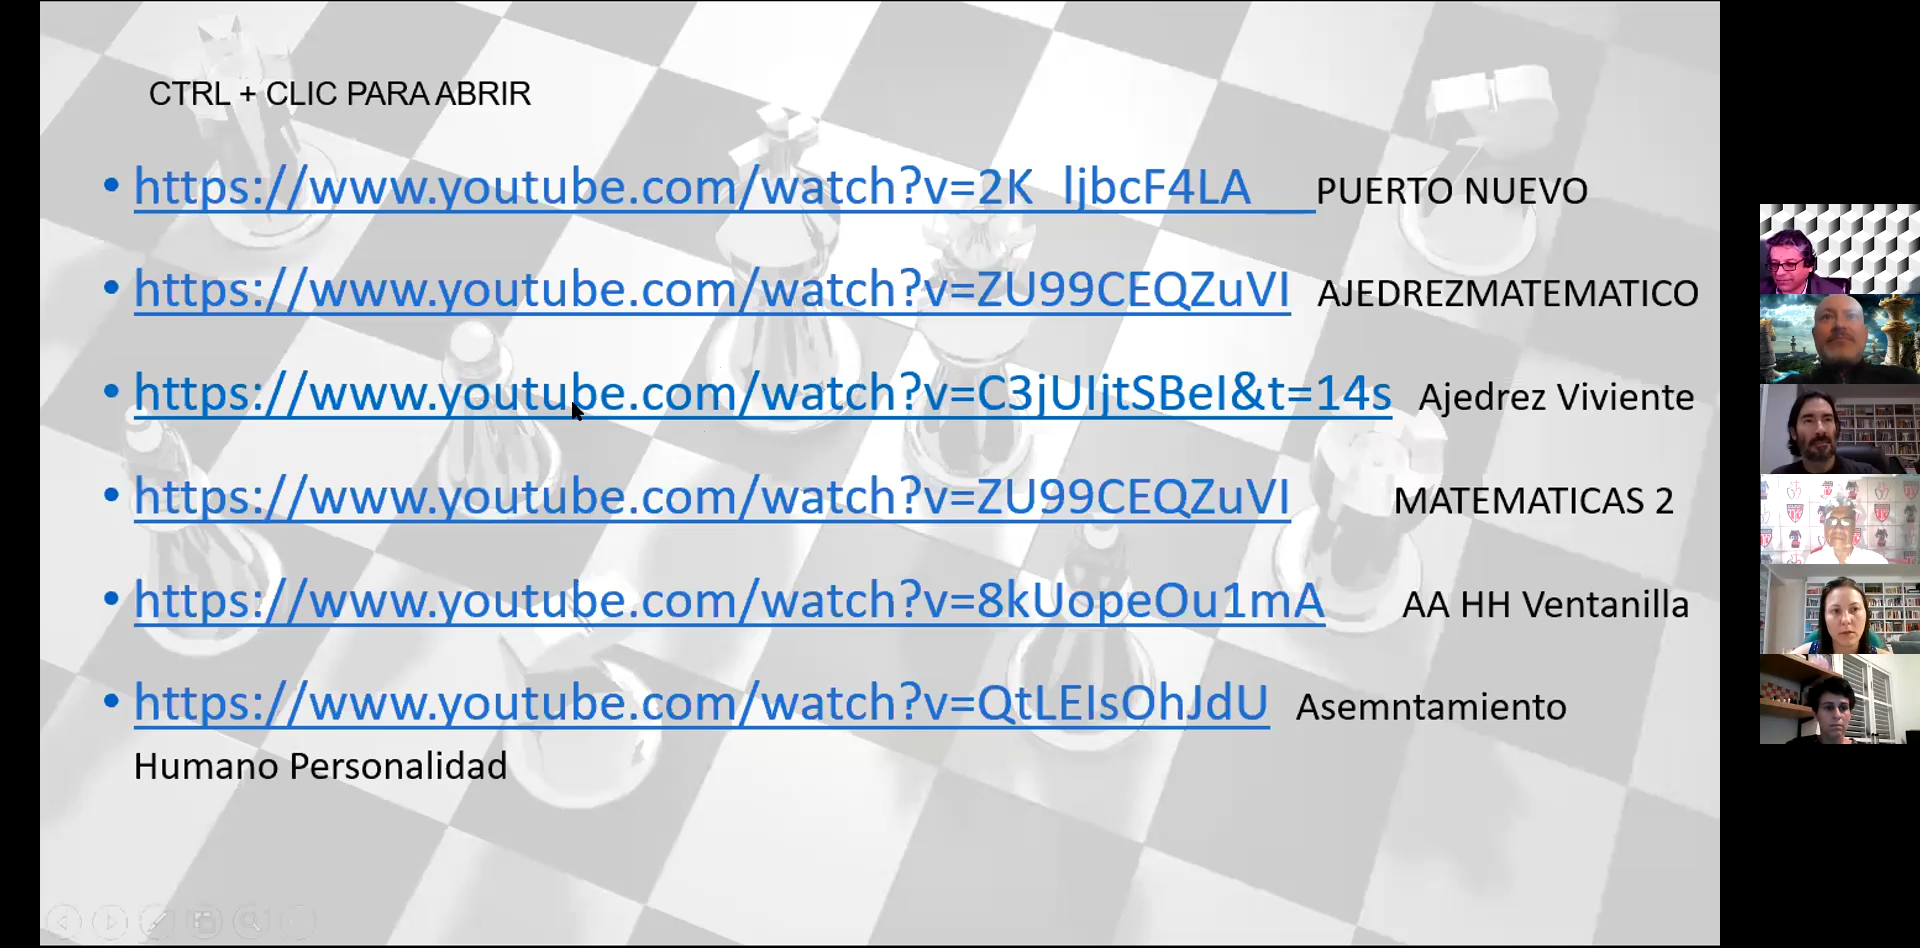 CTRL + CLIC PARA ABRIR
• https://www.youtube.com/watch?v=2K_ljbcF4LA PUERTO NUEVO
• https://www.youtube.com/watch?v=ZU99CEQZuVI AJEDREZMATEMATICO
• https://www.youtube.com/watch?v=C3jUIjtSBeI&t=14s Ajedrez Viviente
• https://www.youtube.com/watch?v=ZU99CEQZuVI MATEMATICAS 2
• https://www.youtube.com/watch?v=8kUopeOu1mA AA HH Ventanilla
• https://www.youtube.com/watch?v=QtLEIsOhJdU Asemntamiento
Humano Personalidad